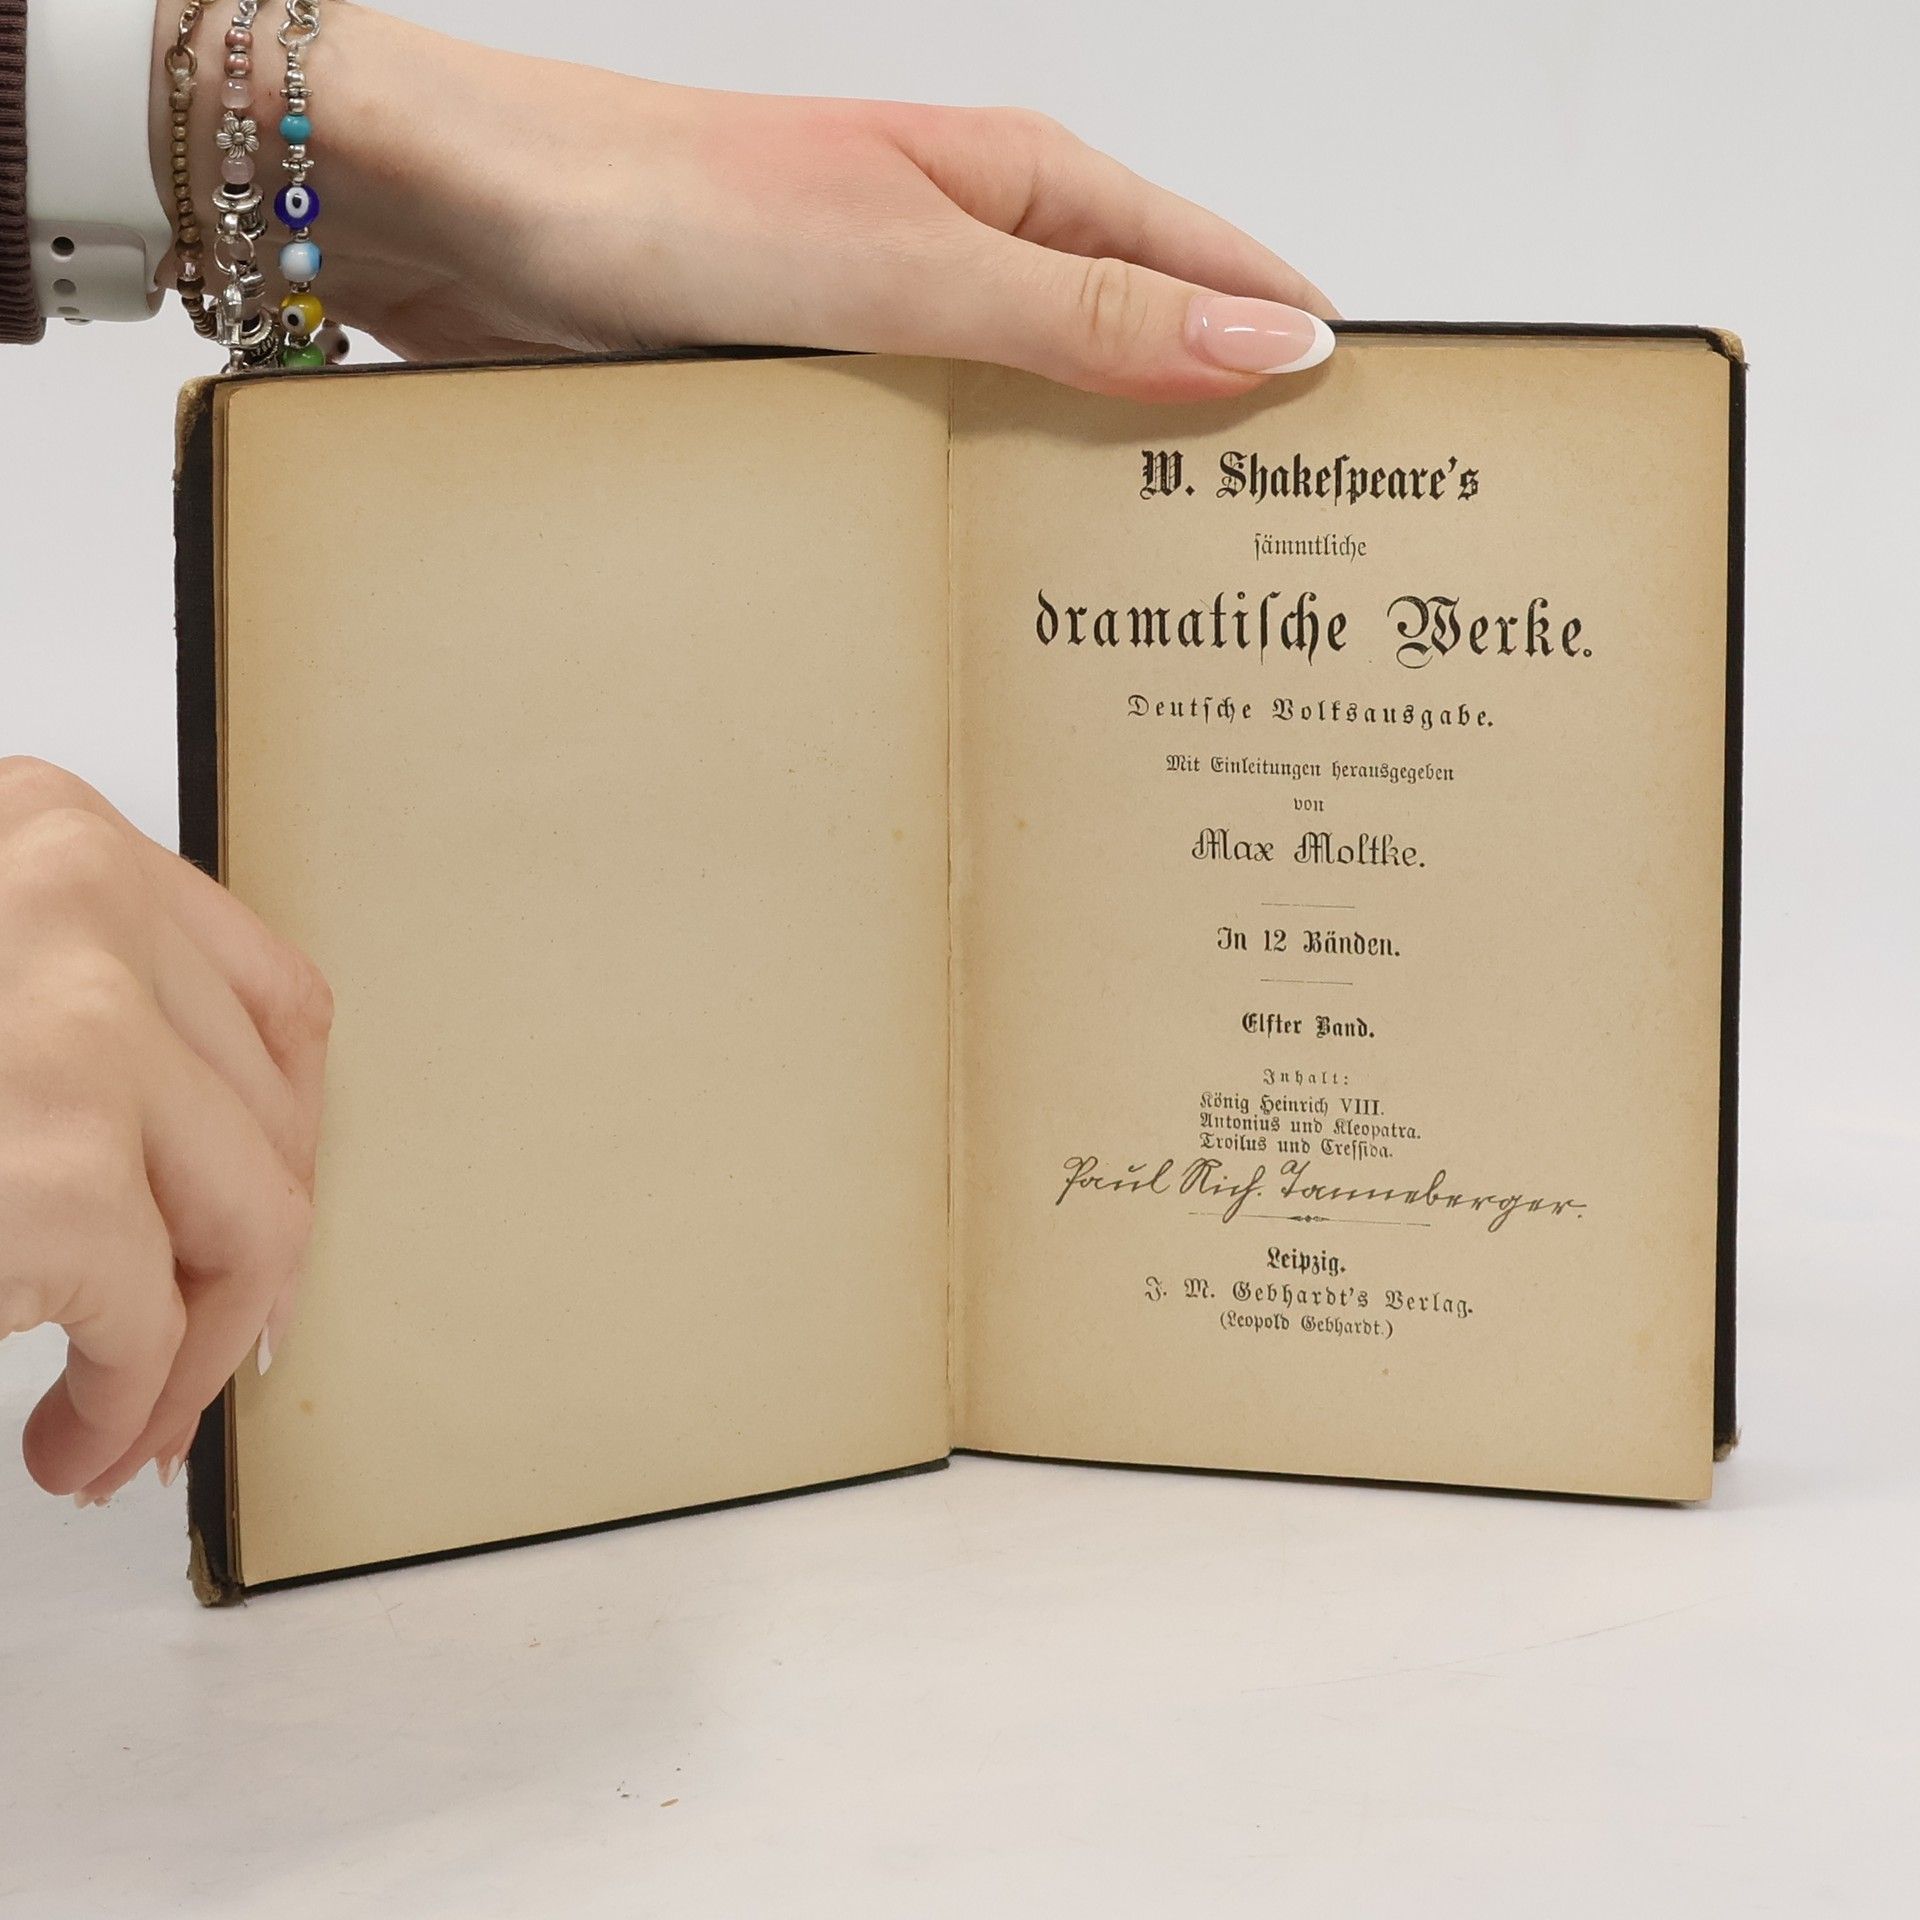 W. Shakeſpeare's
ſämmtliche
dramatiſche Werke.
Deutſche Volksausgabe.
Mit Einleitungen herausgegeben
von
Max Moltke.
In 12 Bänden.
Elfter Band.
Inhalt:
König Heinrich VIII.
Antonius und Kleopatra.
Troilus und Creſſida.
Paul Rich. Tanneberger.
Leipzig.
J. M. Gebhardt's Verlag.
(Leopold Gebhardt.)